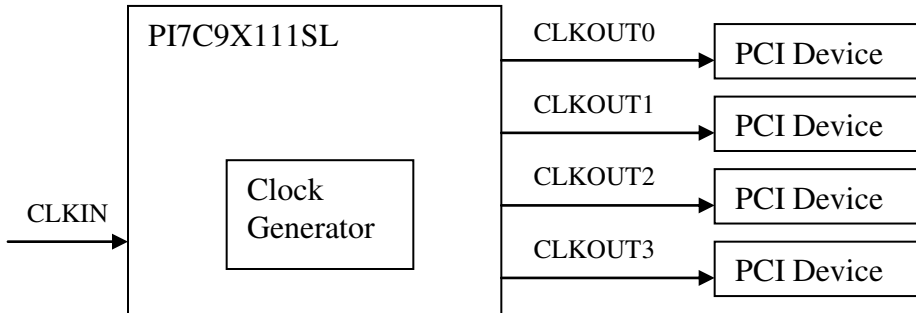 PI7C9X111SL
CLKOUT0
PCI Device
CLKOUT1
PCI Device
CLKOUT2
PCI Device
CLKOUT3
PCI Device
Clock
Generator
CLKIN